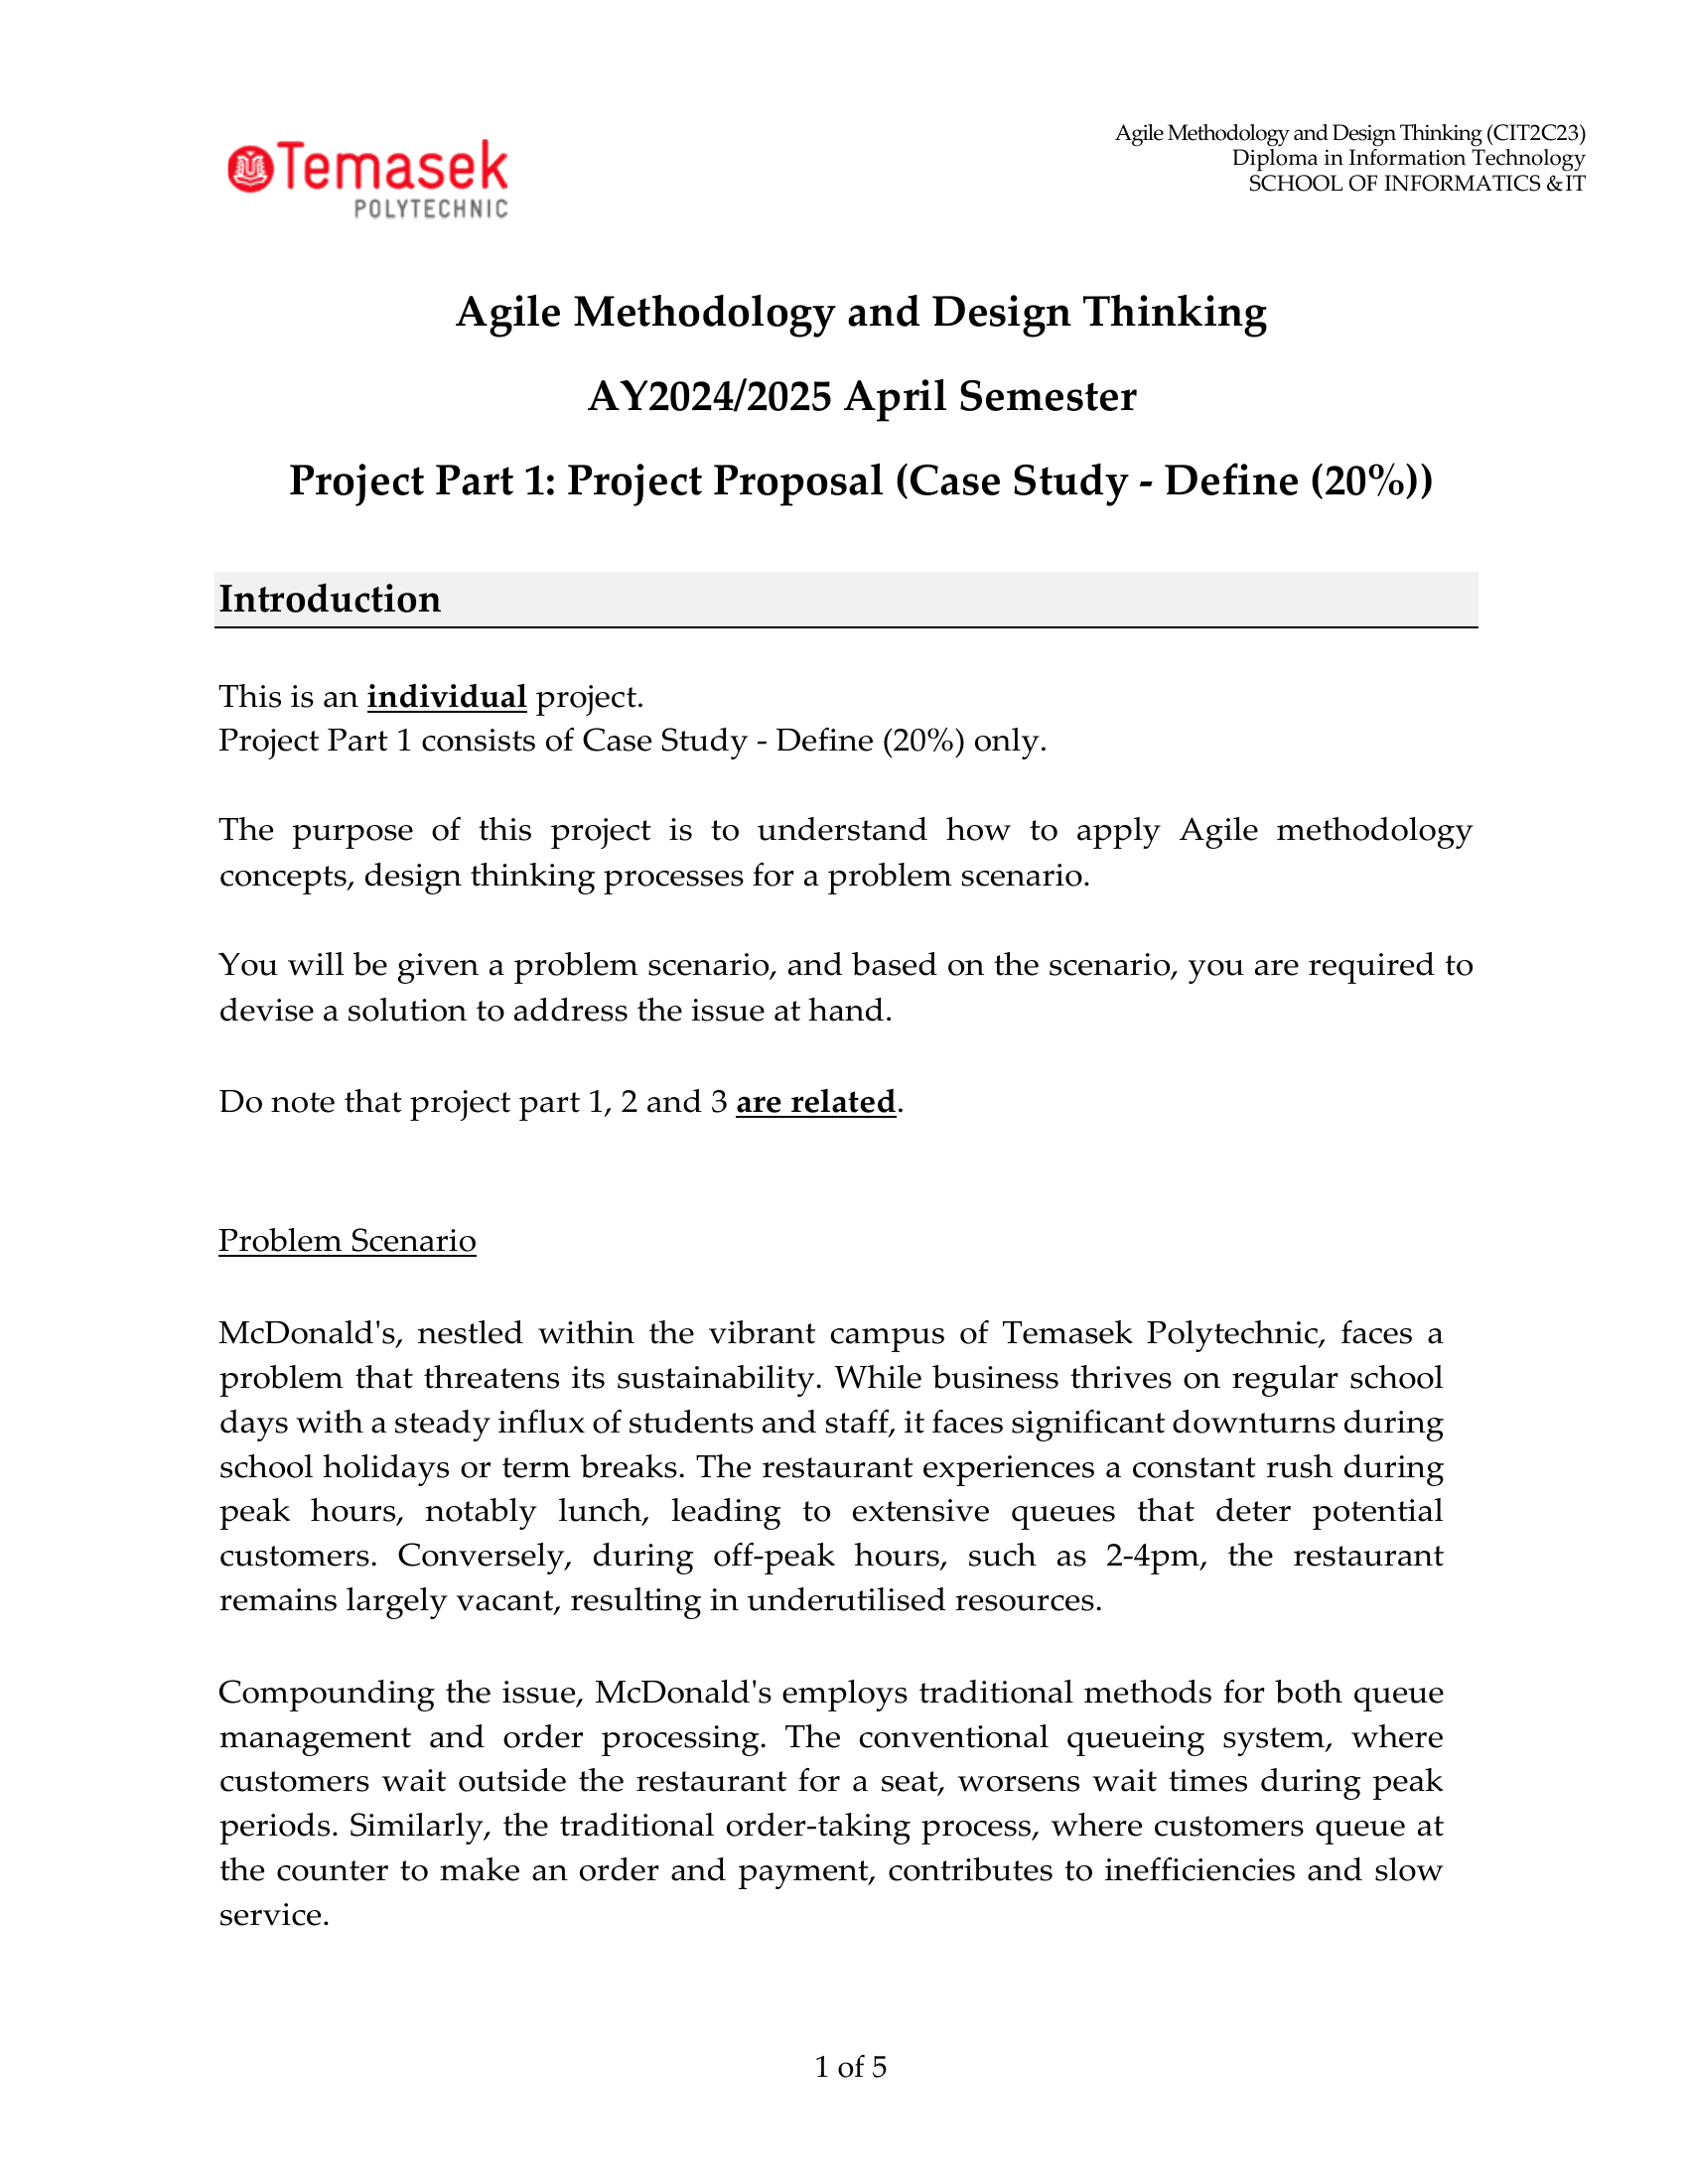 Temasek
POLYTECHNIC
Agile Methodology and Design Thinking (CIT2C23)
Diploma in Information Technology
SCHOOL OF INFORMATICS & IT
Agile Methodology and Design Thinking
AY2024/2025 April Semester
Project Part 1: Project Proposal (Case Study - Define (20%))
Introduction
This is an individual project.
Project Part 1 consists of Case Study - Define (20%) only.
The purpose of this project is to understand how to apply Agile methodology
concepts, design thinking processes for a problem scenario.
You will be given a problem scenario, and based on the scenario, you are required to
devise a solution to address the issue at hand.
Do note that project part 1, 2 and 3 are related.
Problem Scenario
McDonald's, nestled within the vibrant campus of Temasek Polytechnic, faces a
problem that threatens its sustainability. While business thrives on regular school
days with a steady influx of students and staff, it faces significant downturns during
school holidays or term breaks. The restaurant experiences a constant rush during
peak hours, notably lunch, leading to extensive queues that deter potential
customers. Conversely, during off-peak hours, such as 2-4pm, the restaurant
remains largely vacant, resulting in underutilised resources.
Compounding the issue, McDonald's employs traditional methods for both queue
management and order processing. The conventional queueing system, where
customers wait outside the restaurant for a seat, worsens wait times during peak
periods. Similarly, the traditional order-taking process, where customers queue at
the counter to make an order and payment, contributes to inefficiencies and slow
service.
1 of 5